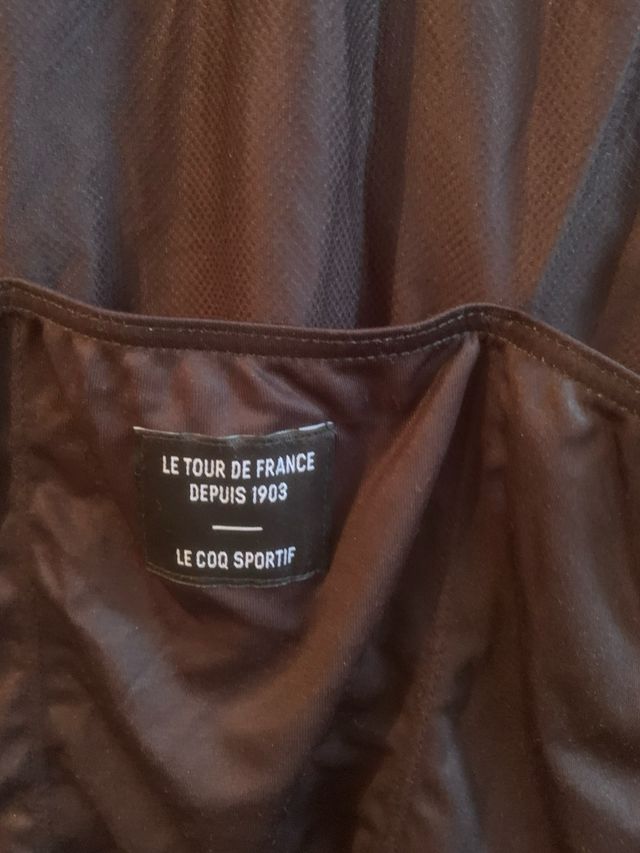 LE TOUR DE FRANCE
DEPUIS 1903
LE COQ SPORTIF